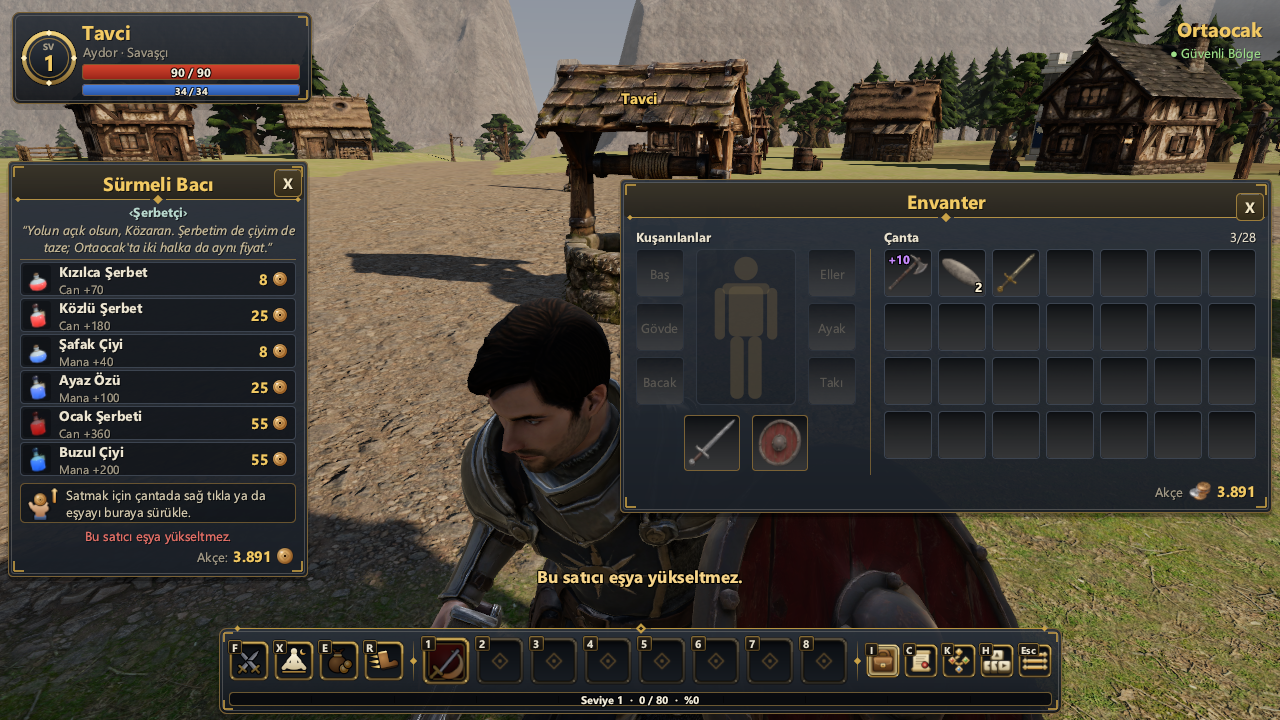 SV
1
Tavci
Aydor · Savaşçı
90 / 90
34 / 34
Ortaocak
Güvenli Bölge
Tavci
Sürmeli Bacı
X
‹Şerbetçi›
“Yolun açık olsun, Közaran. Şerbetim de çiyim de
taze; Ortaocak'ta iki halka da aynı fiyat.”
Kızılca Şerbet
8
Can +70
Közlü Şerbet
25
Can +180
Şafak Çiyi
8
Mana +40
Ayaz Özü
25
Mana +100
Ocak Şerbeti
55
Can +360
Buzul Çiyi
55
Mana +200
Satmak için çantada sağ tıkla ya da
eşyayı buraya sürükle.
Bu satıcı eşya yükseltmez.
Akçe: 3.891
Envanter
X
Kuşanılanlar
Baş
Eller
Gövde
Ayak
Bacak
Takı
Çanta
3/28
+10
2
Akçe 3.891
Bu satıcı eşya yükseltmez.
F
X
E
R
1
2
3
4
5
6
7
8
I
C
K
H
Esc
Seviye 1 · 0 / 80 · %0